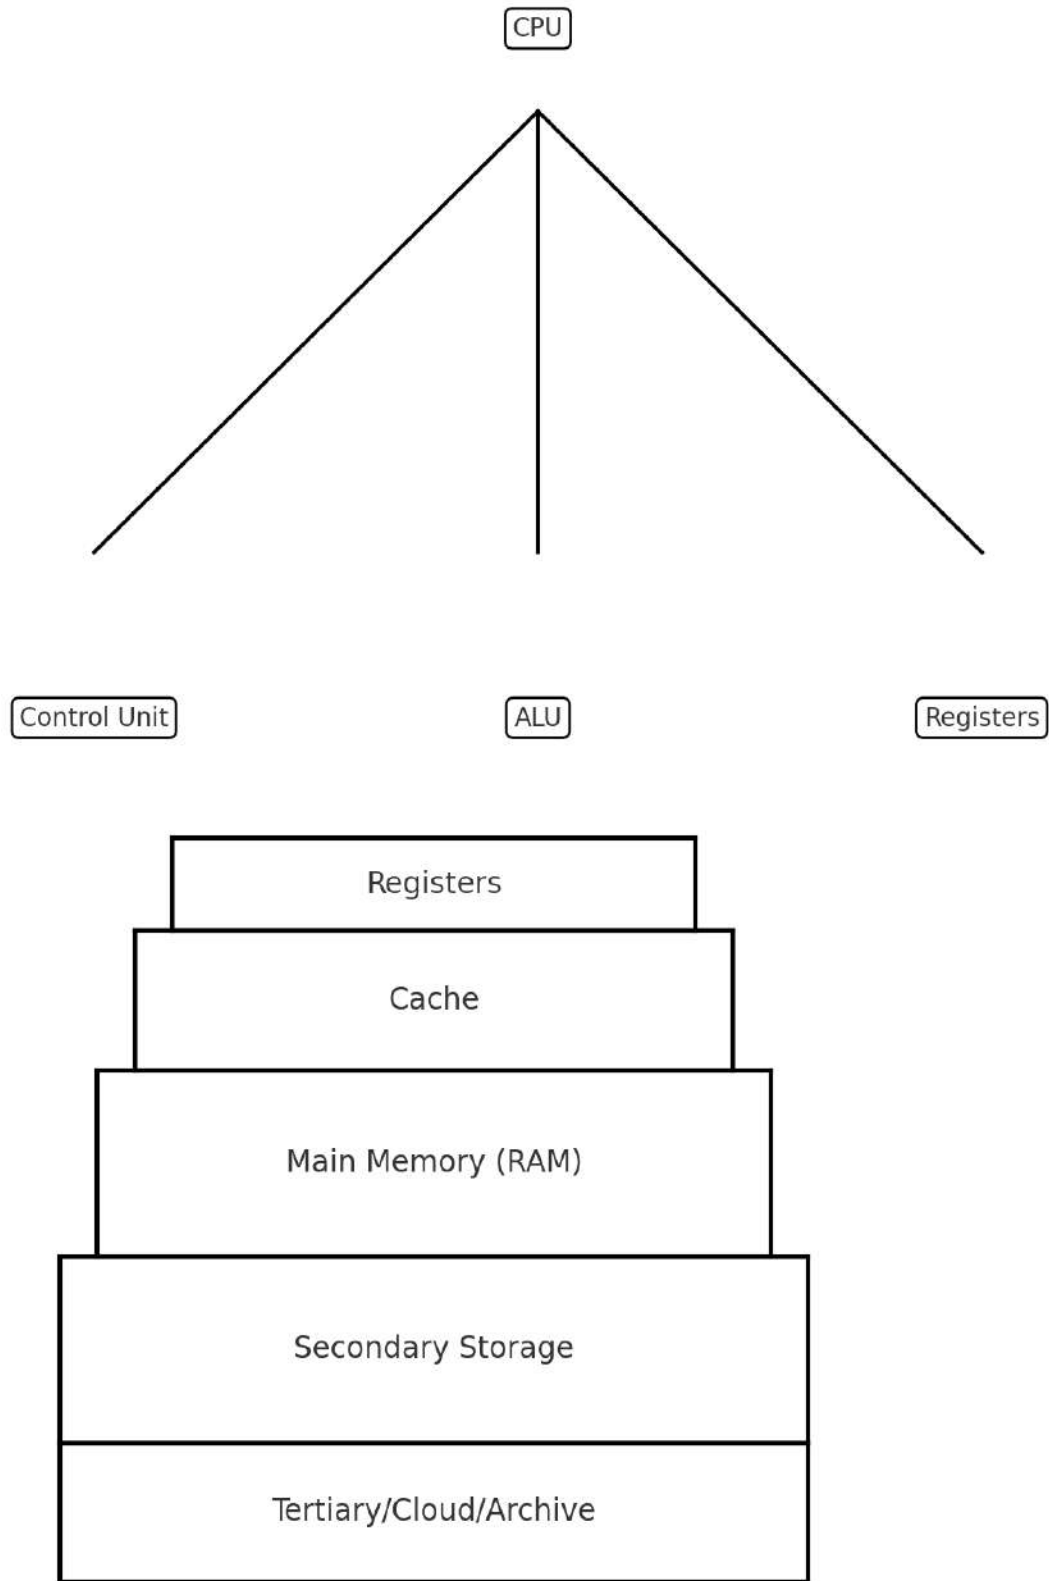 CPU
Control Unit
ALU
Registers
Registers
Cache
Main Memory (RAM)
Secondary Storage
Tertiary/Cloud/Archive